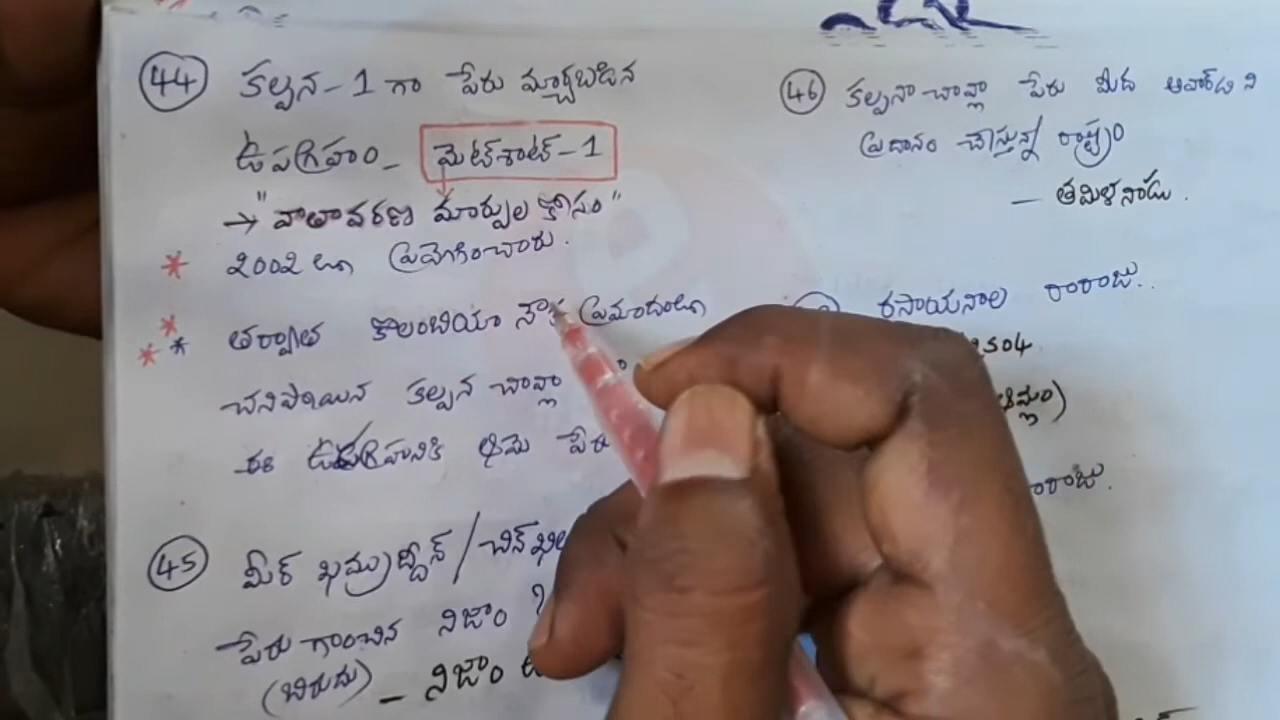 44 కల్పన-1 గా పేరు మార్చబడిన
ఉపగ్రహం - మెట్‌శాట్-1
→ "వాతావరణ మార్పుల కోసం"
* 2002 లో ప్రయోగించారు.
** తర్వాత కొలంబియా నౌక ప్రమాదంలో
చనిపోయిన కల్పన చావ్లా
ఈ ఉపగ్రహానికి ఆమె పేరు
45 మీర్ ఖమ్రుద్దీన్ / చిన్
పేరు గాంచిన నిజాం ?
(బిరుదు) - నిజాం
46 కల్పనా చావ్లా పేరు మీద అవార్డు ని
ప్రదానం చేస్తున్న రాష్ట్రం
- తమిళనాడు.
రసాయనాల రారాజు..
రారాజు.